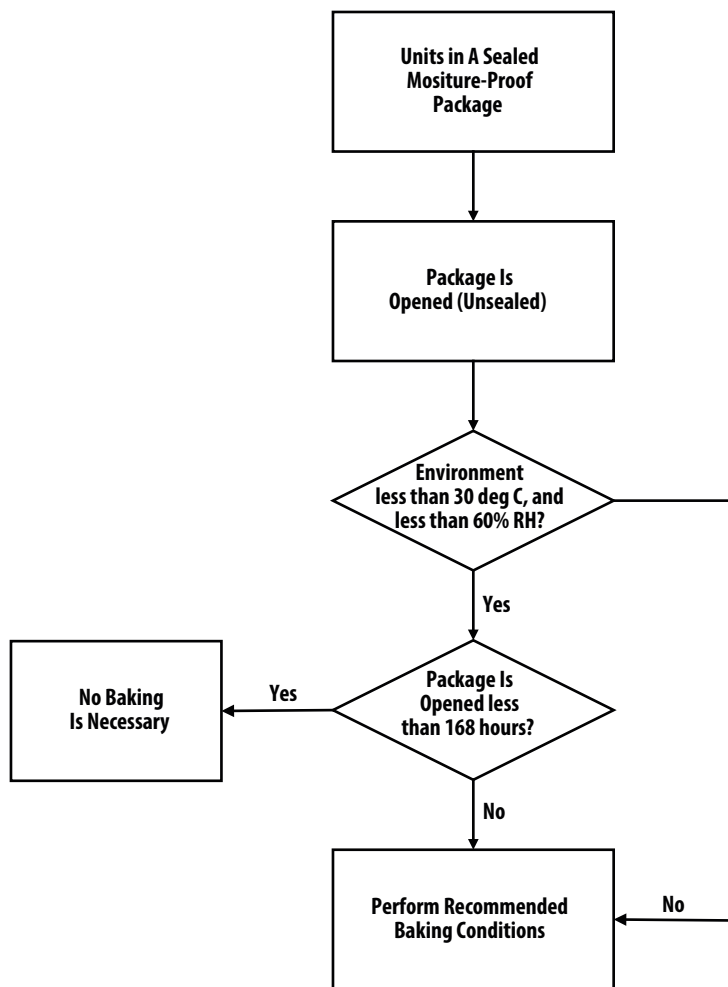 Units in A Sealed
Mositure-Proof
Package
Package Is
Opened (Unsealed)
Environment
less than 30 deg C, and
less than 60% RH?
Yes
Package Is
Opened less
than 168 hours?
Yes
No Baking
Is Necessary
No
Perform Recommended
Baking Conditions
No